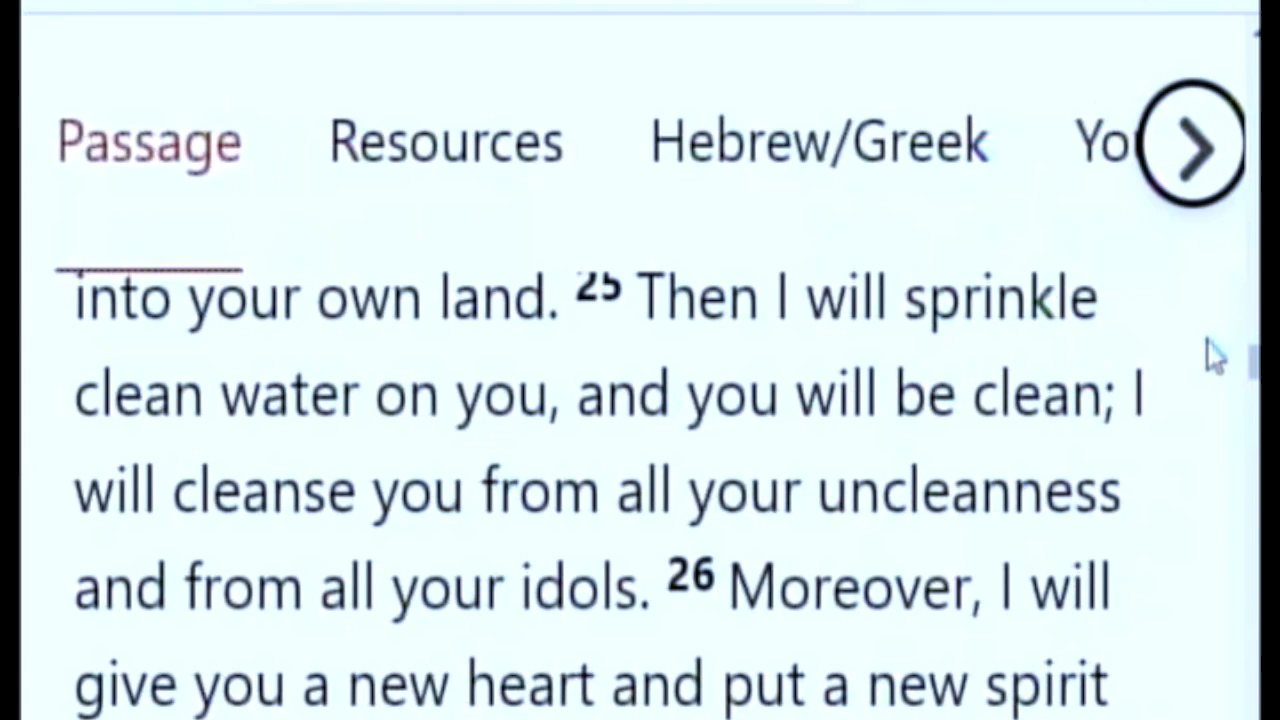 Passage Resources Hebrew/Greek Yo
into your own land. 25 Then I will sprinkle
clean water on you, and you will be clean; I
will cleanse you from all your uncleanness
and from all your idols. 26 Moreover, I will
give you a new heart and put a new spirit